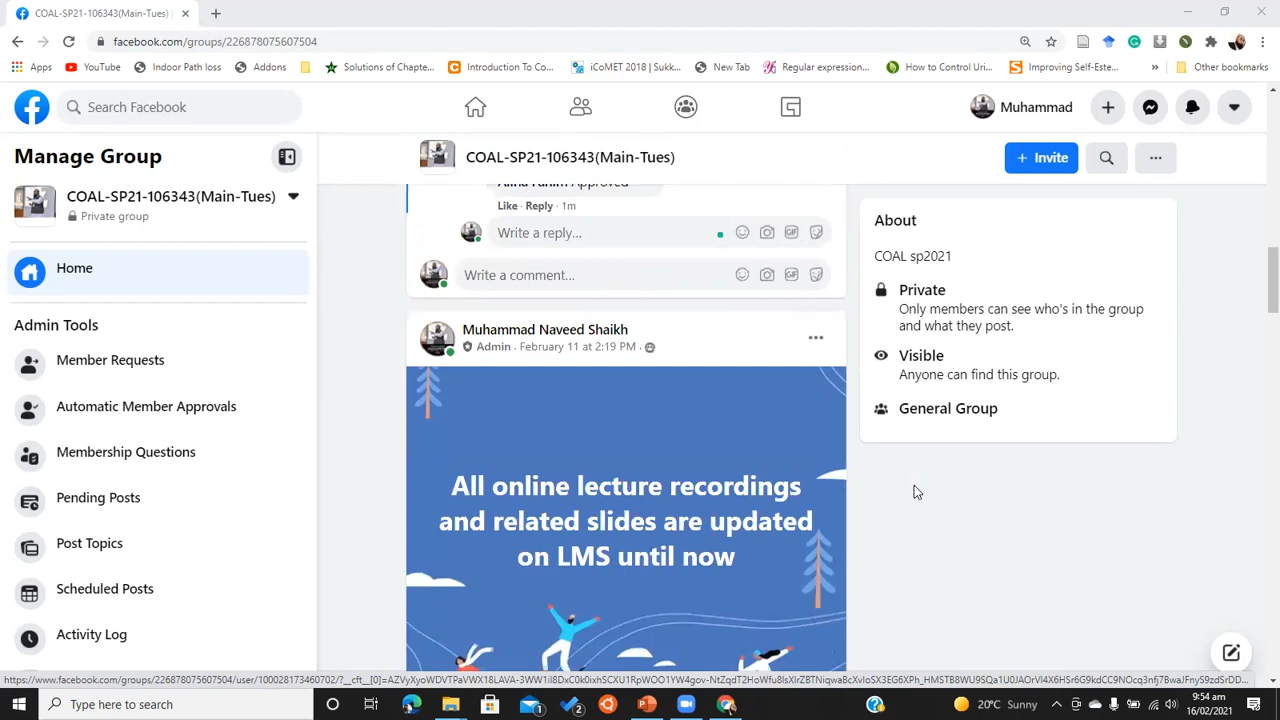 COAL-SP21-106343(Main-Tues)
facebook.com/groups/226878075607504
Apps
YouTube
Indoor Path loss
Addons
Solutions of Chapte...
Introduction To Co...
iCoMET 2018 | Sukk...
New Tab
Regular expression...
How to Control Uri...
Improving Self-Este...
»
Other bookmarks
Search Facebook
Muhammad
Manage Group
COAL-SP21-106343(Main-Tues)
Private group
Home
Admin Tools
Member Requests
Automatic Member Approvals
Membership Questions
Pending Posts
Post Topics
Scheduled Posts
Activity Log
COAL-SP21-106343(Main-Tues)
+ Invite
Approved
Like · Reply · 1m
Write a reply...
Write a comment...
Muhammad Naveed Shaikh
Admin · February 11 at 2:19 PM ·
All online lecture recordings
and related slides are updated
on LMS until now
About
COAL sp2021
Private
Only members can see who's in the group
and what they post.
Visible
Anyone can find this group.
General Group
Type here to search
20°C Sunny
9:54 am
16/02/2021